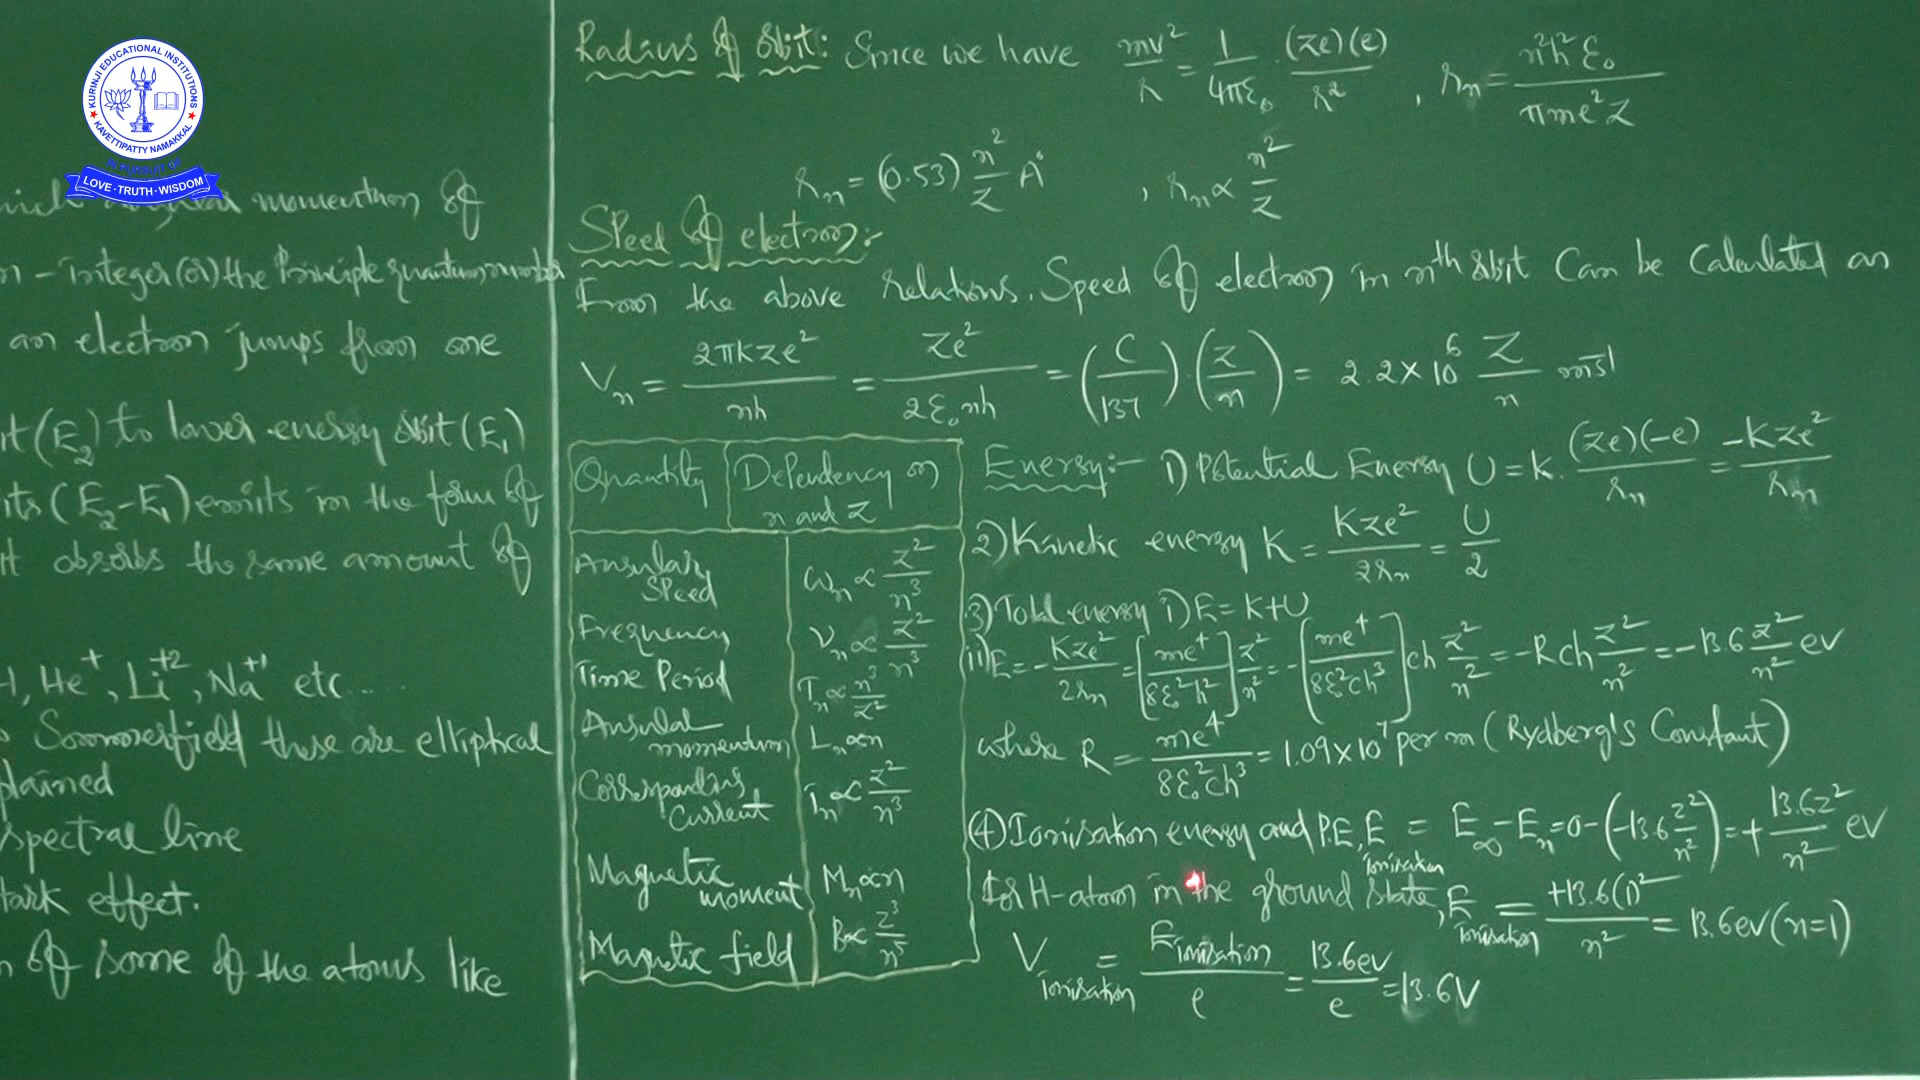 KURINJI EDUCATIONAL INSTITUTIONS
KAVETTIPATTY NAMAKKAL
IN PURSUIT OF
LOVE · TRUTH · WISDOM
momentum of
n - integer (or) the Principle quantum number
an electron jumps from one
it (E₂) to lower energy orbit (E₁)
its (E₂-E₁) emits in the form of
it absorbs the same amount of
H, He⁺, Li⁺², Na⁺¹ etc....
Sommerfield these are elliptical
plained
spectral line
tark effect.
n of some of the atoms like
Radius of orbit: Since we have mv²/r = 1/4πε₀ · (ze)(e)/r² , rₙ = n²h²ε₀/πme²Z
rₙ = (0.53) n²/Z A° , rₙ ∝ n²/Z
Speed of electron:-
From the above relations, Speed of electron in nth orbit Can be Calculated as
Vₙ = 2πkze²/nh = Ze²/2ε₀nh = (C/137)·(Z/n) = 2.2×10⁶ Z/n ms⁻¹
Quantity Dependency on n and Z
Angular Speed ωₙ ∝ z²/n³
Frequency νₙ ∝ z²/n³
Time Period Tₙ ∝ n³/z²
Angular momentum Lₙ ∝ n
Corresponding Current Iₙ ∝ z²/n³
Magnetic moment Mₙ ∝ n
Magnetic field B ∝ z³/n⁵
Energy:- 1) Potential Energy U = K·(ze)(-e)/rₙ = -Kze²/rₙ
2) Kinetic energy K = Kze²/2rₙ = U/2
3) Total energy i) E = K+U
ii) E = -Kze²/2rₙ = [me⁴/8ε₀²h²] z²/n² = -[me⁴/8ε²ch³] ch z²/n² = -Rch z²/n² = -13.6 z²/n² eV
where R = me⁴/8ε₀²ch³ = 1.09×10⁷ per m (Rydberg's Constant)
(4) Ionisation energy and P.E, E ionisation = E∞-Eₙ = 0-(-13.6 z²/n²) = +13.6z²/n² eV
for H-atom in the ground state, E ionisation = +13.6(1)²/n² = 13.6ev (n=1)
V ionisation = E ionisation/e = 13.6ev/e = 13.6V